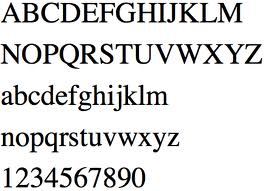 ABCDEFGHIJKLM
NOPQRSTUVWXYZ
abcdefghijklm
nopqrstuvwxyz
1234567890